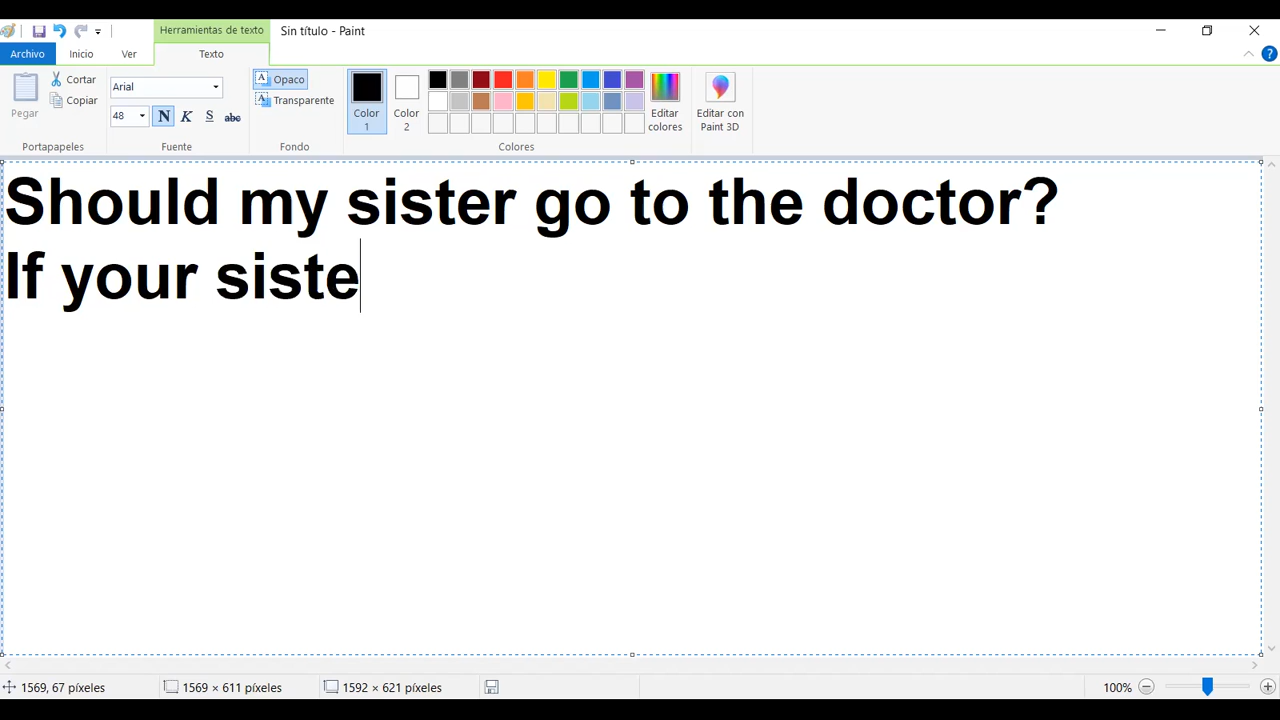 Herramientas de texto
Sin título - Paint
Archivo
Inicio
Ver
Texto
Pegar
Cortar
Copiar
Portapapeles
Arial
48
N K S abc
Fuente
Opaco
Transparente
Fondo
Color 1
Color 2
Editar colores
Editar con Paint 3D
Colores
Should my sister go to the doctor?
If your siste
1569, 67 píxeles
1569 × 611 píxeles
1592 × 621 píxeles
100%